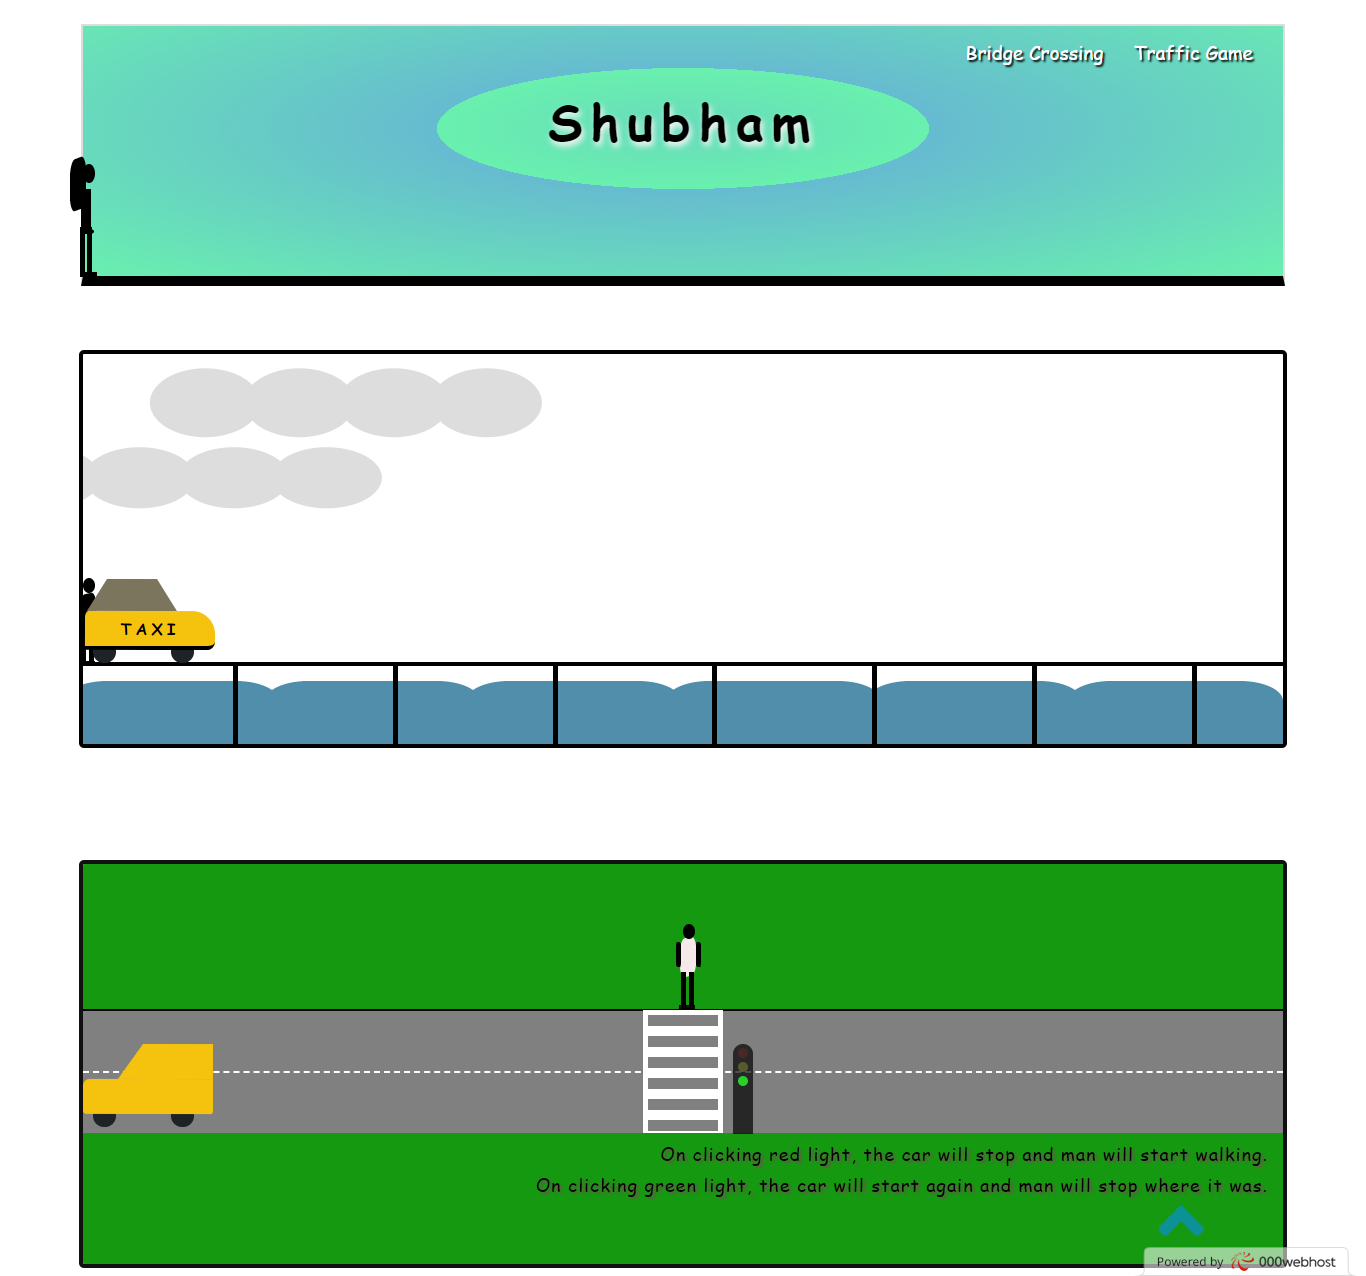 Bridge Crossing Traffic Game
Shubham
TAXI
On clicking red light, the car will stop and man will start walking.
On clicking green light, the car will start again and man will stop where it was.
Powered by 000webhost